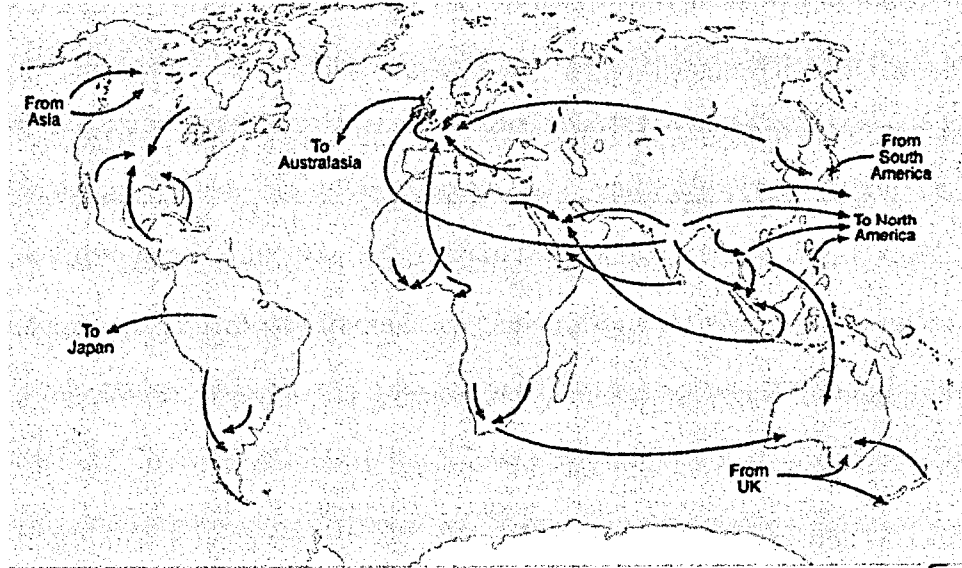 From
Asia
To
Australasia
From
South
America
To North
America
To
Japan
From
UK